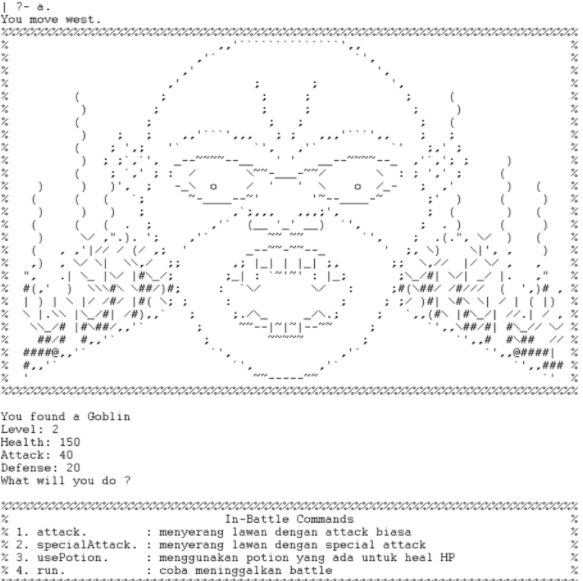 | ?- a.
You move west.
You found a Goblin
Level: 2
Health: 150
Attack: 40
Defense: 20
What will you do ?
In-Battle Commands
1. attack. : menyerang lawan dengan attack biasa
2. specialAttack. : menyerang lawan dengan special attack
3. usePotion. : menggunakan potion yang ada untuk heal HP
4. run. : coba meninggalkan battle